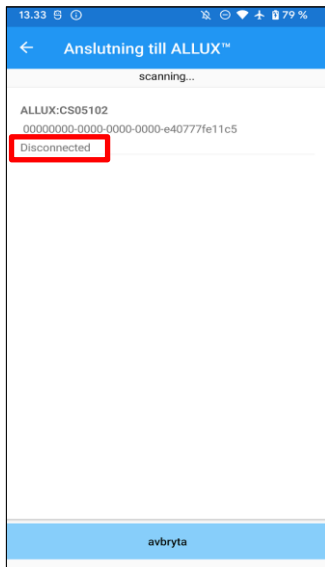 13.33 79 %
Anslutning till ALLUX™
scanning...
ALLUX:CS05102
00000000-0000-0000-0000-e40777fe11c5
Disconnected
avbryta